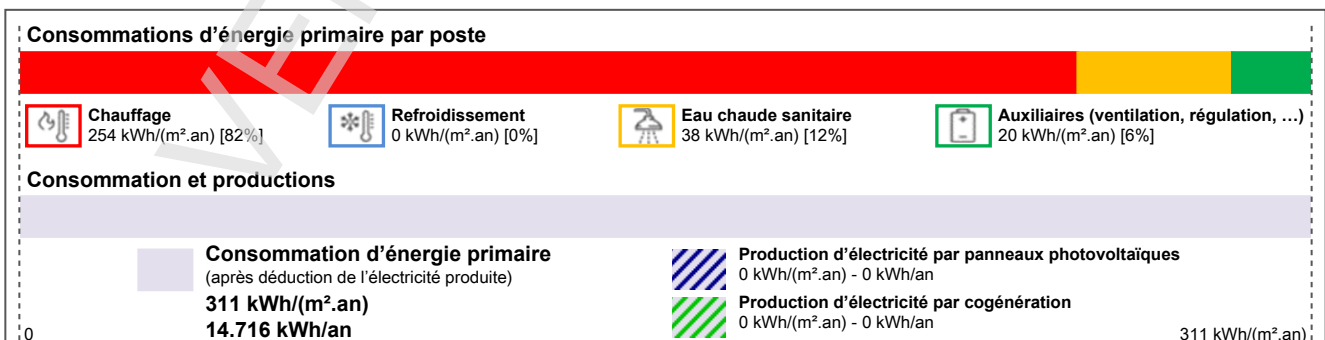 Consommations d'énergie primaire par poste
Chauffage
254 kWh/(m².an) [82%]
Refroidissement
0 kWh/(m².an) [0%]
Eau chaude sanitaire
38 kWh/(m².an) [12%]
Auxiliaires (ventilation, régulation, …)
20 kWh/(m².an) [6%]
Consommation et productions
Consommation d'énergie primaire
(après déduction de l'électricité produite)
311 kWh/(m².an)
14.716 kWh/an
Production d'électricité par panneaux photovoltaïques
0 kWh/(m².an) - 0 kWh/an
Production d'électricité par cogénération
0 kWh/(m².an) - 0 kWh/an
0
311 kWh/(m².an)